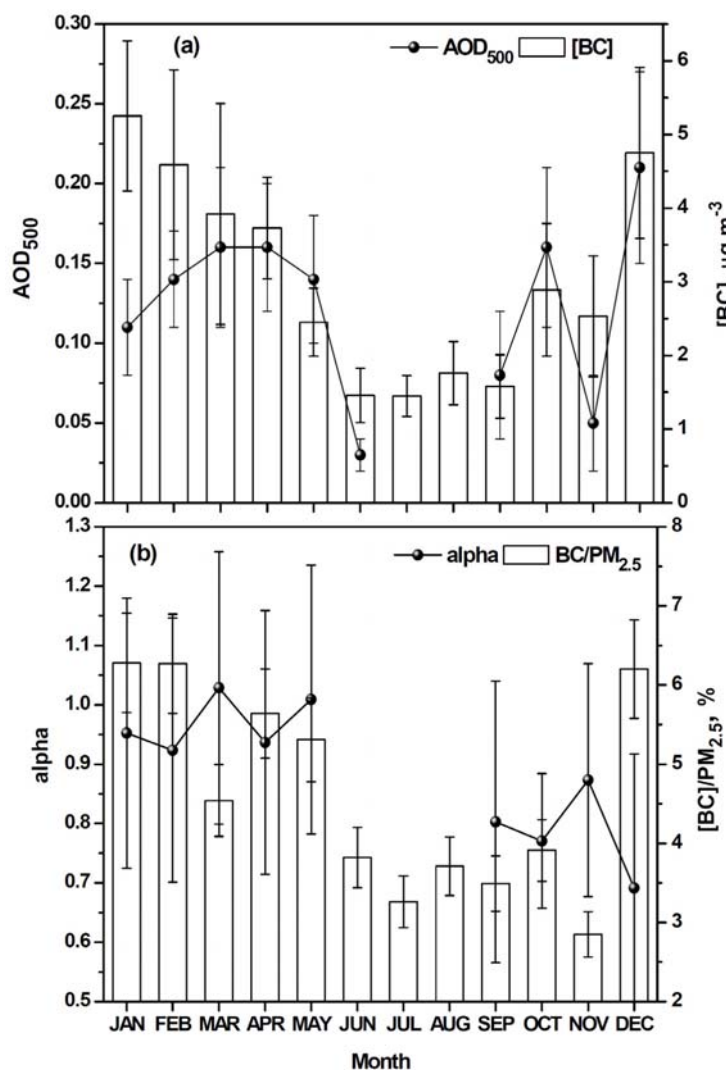 (a)
AOD500
[BC]
0.30
0.25
0.20
0.15
0.10
0.05
0.00
AOD500
6
5
4
3
2
1
0
[BC], μg m-3
(b)
alpha
BC/PM2.5
1.3
1.2
1.1
1.0
0.9
0.8
0.7
0.6
0.5
alpha
8
7
6
5
4
3
2
[BC]/PM2.5, %
JAN FEB MAR APR MAY JUN JUL AUG SEP OCT NOV DEC
Month